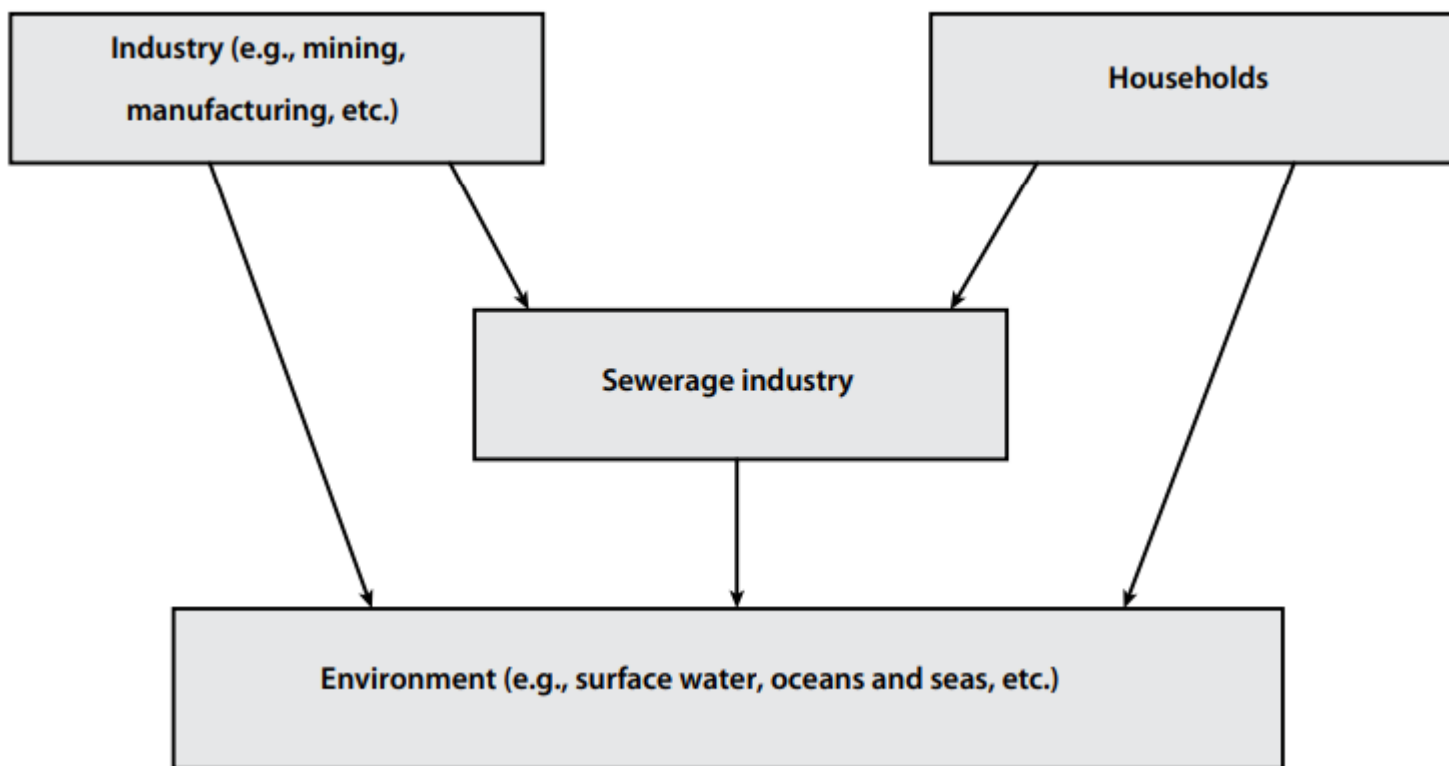 Industry (e.g., mining,
manufacturing, etc.)
Households
Sewerage industry
Environment (e.g., surface water, oceans and seas, etc.)